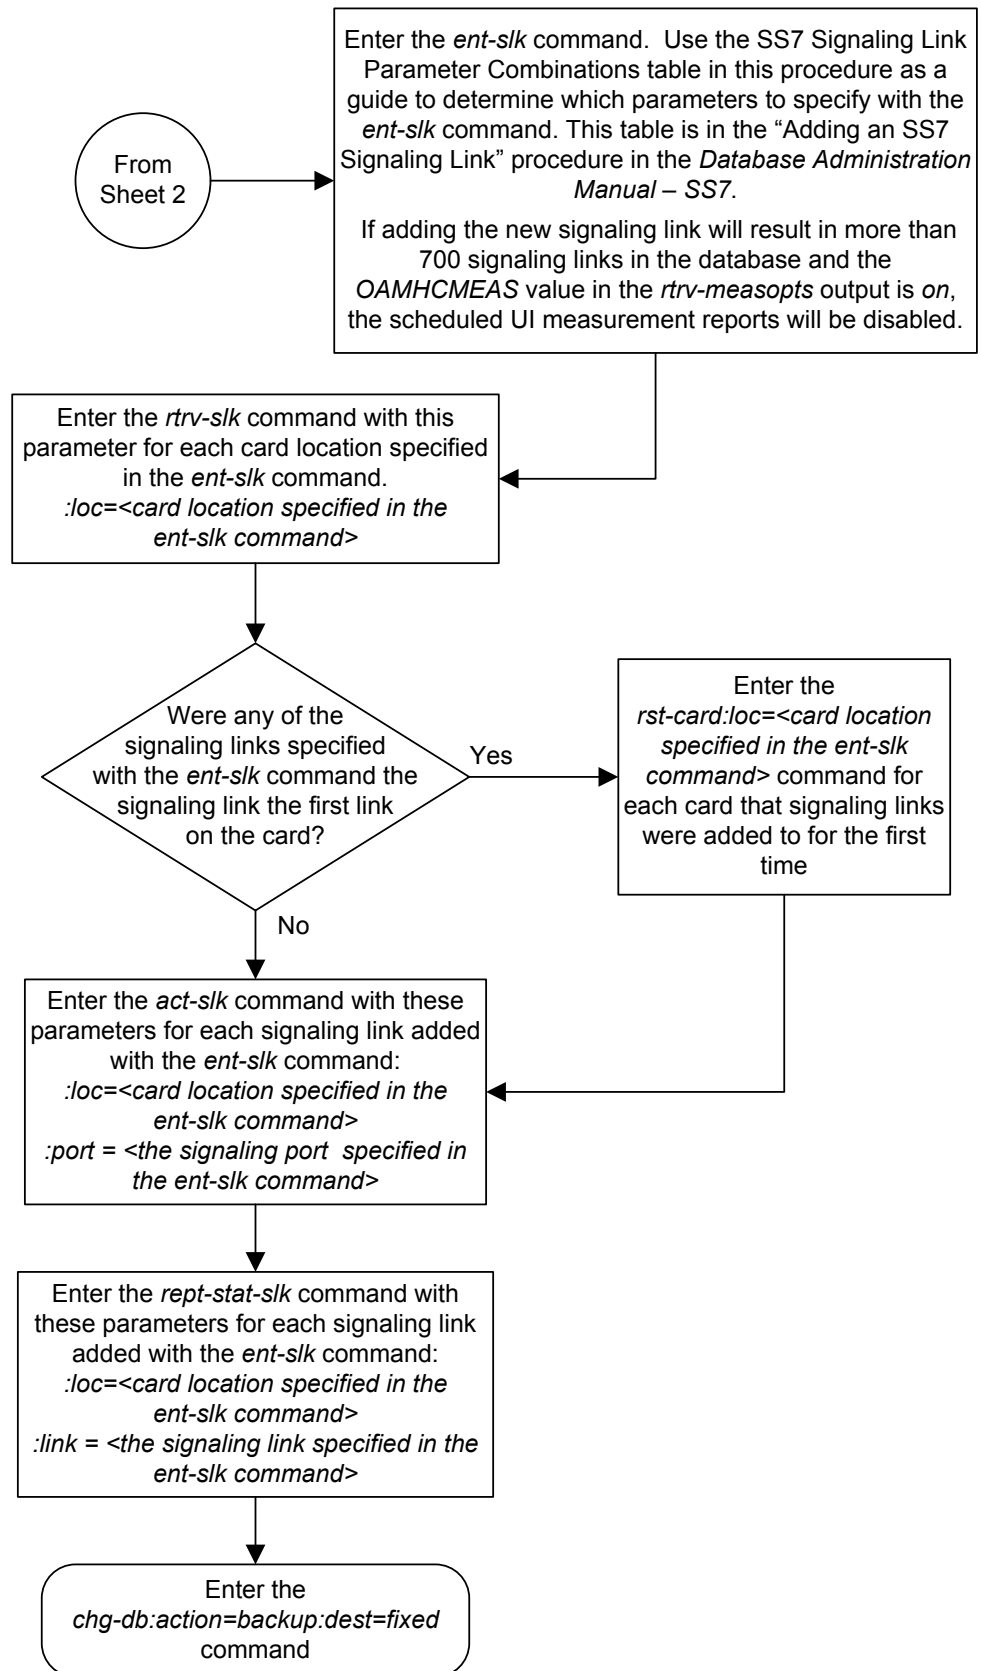 From
Sheet 2
Enter the ent-slk command.  Use the SS7 Signaling Link
Parameter Combinations table in this procedure as a
guide to determine which parameters to specify with the
ent-slk command. This table is in the “Adding an SS7
Signaling Link” procedure in the Database Administration
Manual – SS7.
If adding the new signaling link will result in more than
700 signaling links in the database and the
OAMHCMEAS value in the rtrv-measopts output is on,
the scheduled UI measurement reports will be disabled.
Enter the rtrv-slk command with this
parameter for each card location specified
in the ent-slk command.
:loc=<card location specified in the
ent-slk command>
Were any of the
signaling links specified
with the ent-slk command the
signaling link the first link
on the card?
Yes
Enter the
rst-card:loc=<card location
specified in the ent-slk
command> command for
each card that signaling links
were added to for the first
time
No
Enter the act-slk command with these
parameters for each signaling link added
with the ent-slk command:
:loc=<card location specified in the
ent-slk command>
:port = <the signaling port  specified in
the ent-slk command>
Enter the rept-stat-slk command with
these parameters for each signaling link
added with the ent-slk command:
:loc=<card location specified in the
ent-slk command>
:link = <the signaling link specified in the
ent-slk command>
Enter the
chg-db:action=backup:dest=fixed
command